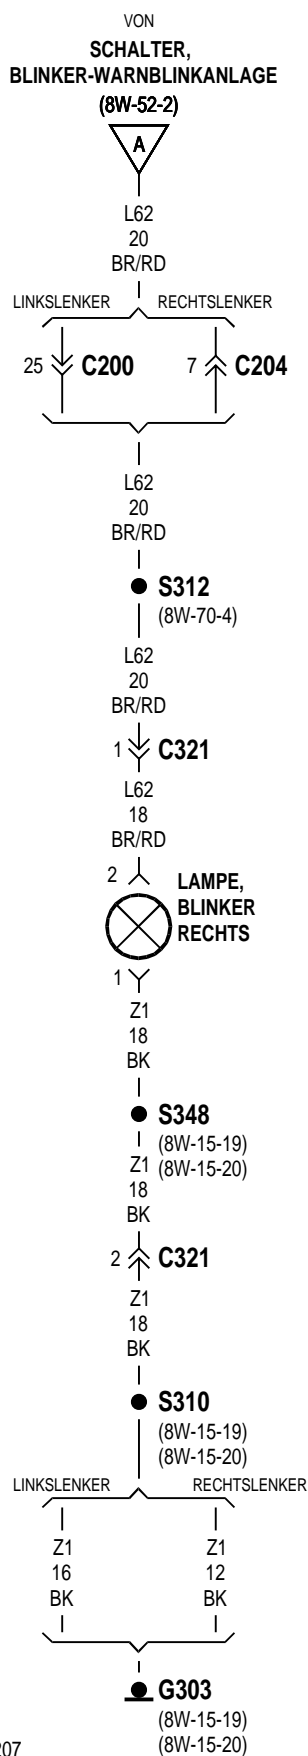 VON
SCHALTER,
BLINKER-WARNBLINKANLAGE
(8W-52-2)
A
L62
20
BR/RD
LINKSLENKER RECHTSLENKER
25 C200 7 C204
L62
20
BR/RD
S312
(8W-70-4)
L62
20
BR/RD
1 C321
L62
18
BR/RD
2 LAMPE,
BLINKER
RECHTS
1
Z1
18
BK
S348
(8W-15-19)
Z1 (8W-15-20)
18
BK
2 C321
Z1
18
BK
S310
(8W-15-19)
(8W-15-20)
LINKSLENKER RECHTSLENKER
Z1 Z1
16 12
BK BK
G303
(8W-15-19)
(8W-15-20)
207